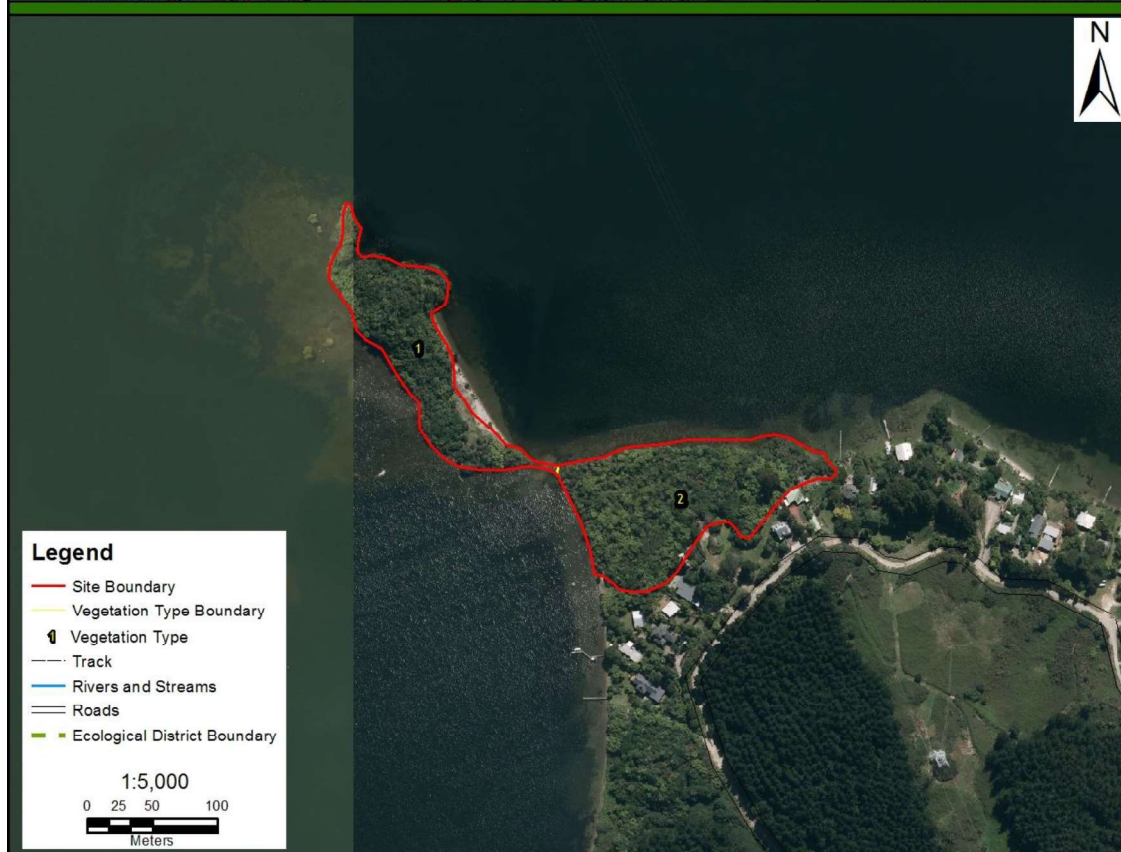 N
1
2
Legend
Site Boundary
Vegetation Type Boundary
1 Vegetation Type
Track
Rivers and Streams
Roads
Ecological District Boundary
1:5,000
0 25 50 100
Meters